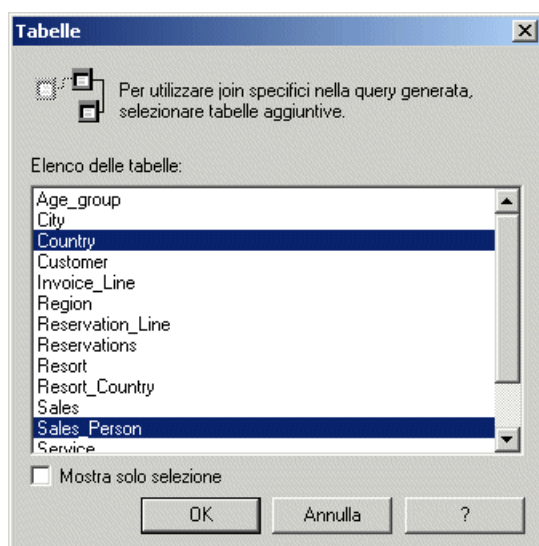 Tabelle
Per utilizzare join specifici nella query generata,
selezionare tabelle aggiuntive.
Elenco delle tabelle:
Age_group
City
Country
Customer
Invoice_Line
Region
Reservation_Line
Reservations
Resort
Resort_Country
Sales
Sales_Person
Service
Mostra solo selezione
OK
Annulla
?